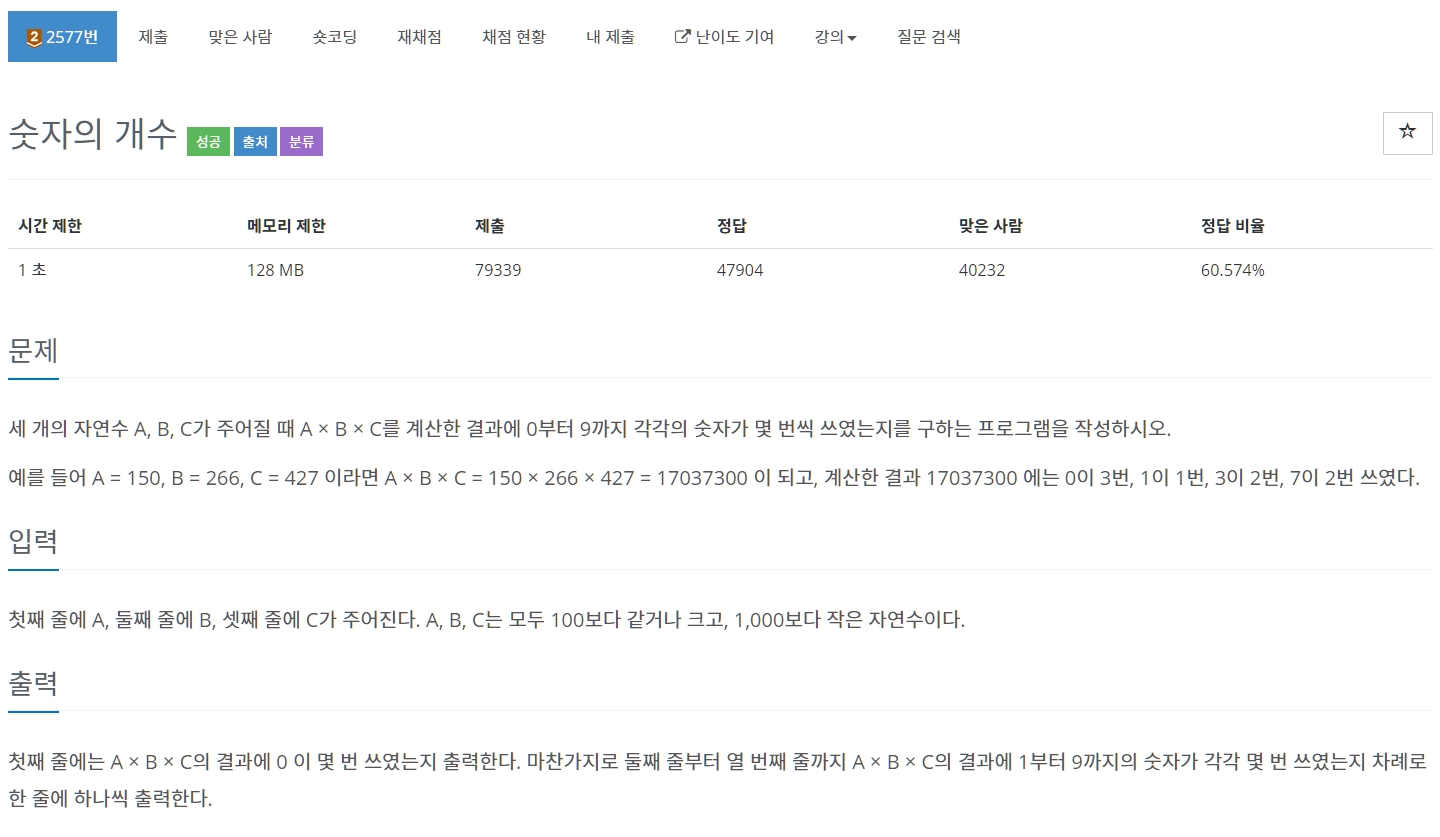 2 2577번 제출 맞은 사람 숏코딩 재채점 채점 현황 내 제출 난이도 기여 강의 질문 검색
숫자의 개수 성공 출처 분류
시간 제한 메모리 제한 제출 정답 맞은 사람 정답 비율
1 초 128 MB 79339 47904 40232 60.574%
문제
세 개의 자연수 A, B, C가 주어질 때 A × B × C를 계산한 결과에 0부터 9까지 각각의 숫자가 몇 번씩 쓰였는지를 구하는 프로그램을 작성하시오.
예를 들어 A = 150, B = 266, C = 427 이라면 A × B × C = 150 × 266 × 427 = 17037300 이 되고, 계산한 결과 17037300 에는 0이 3번, 1이 1번, 3이 2번, 7이 2번 쓰였다.
입력
첫째 줄에 A, 둘째 줄에 B, 셋째 줄에 C가 주어진다. A, B, C는 모두 100보다 같거나 크고, 1,000보다 작은 자연수이다.
출력
첫째 줄에는 A × B × C의 결과에 0 이 몇 번 쓰였는지 출력한다. 마찬가지로 둘째 줄부터 열 번째 줄까지 A × B × C의 결과에 1부터 9까지의 숫자가 각각 몇 번 쓰였는지 차례로
한 줄에 하나씩 출력한다.